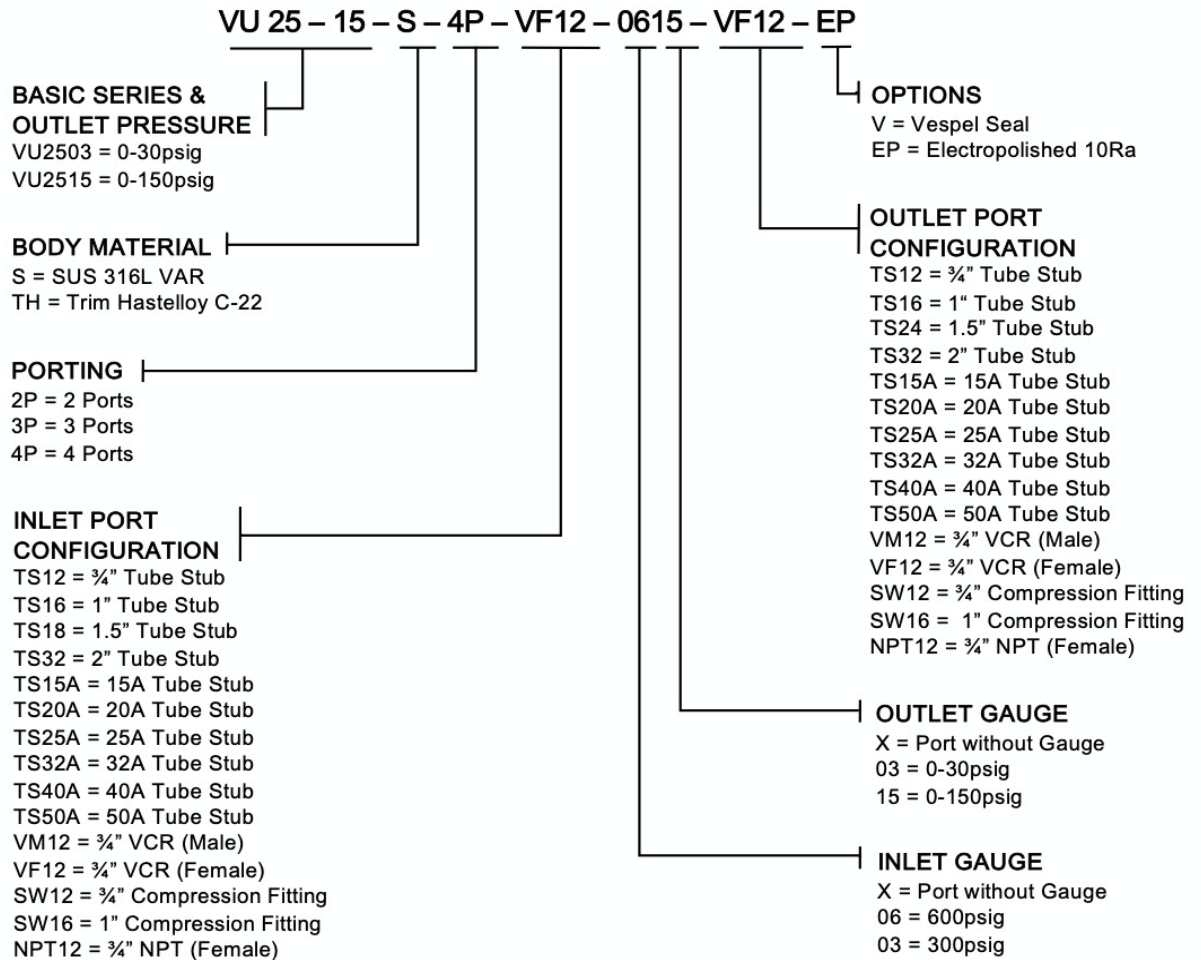 VU 25 – 15 – S – 4P – VF12 – 0615 – VF12 – EP
BASIC SERIES &
OUTLET PRESSURE
VU2503 = 0-30psig
VU2515 = 0-150psig
BODY MATERIAL
S = SUS 316L VAR
TH = Trim Hastelloy C-22
PORTING
2P = 2 Ports
3P = 3 Ports
4P = 4 Ports
INLET PORT
CONFIGURATION
TS12 = ¾” Tube Stub
TS16 = 1” Tube Stub
TS18 = 1.5” Tube Stub
TS32 = 2” Tube Stub
TS15A = 15A Tube Stub
TS20A = 20A Tube Stub
TS25A = 25A Tube Stub
TS32A = 32A Tube Stub
TS40A = 40A Tube Stub
TS50A = 50A Tube Stub
VM12 = ¾” VCR (Male)
VF12 = ¾” VCR (Female)
SW12 = ¾” Compression Fitting
SW16 = 1” Compression Fitting
NPT12 = ¾” NPT (Female)
OPTIONS
V = Vespel Seal
EP = Electropolished 10Ra
OUTLET PORT
CONFIGURATION
TS12 = ¾” Tube Stub
TS16 = 1“ Tube Stub
TS24 = 1.5” Tube Stub
TS32 = 2” Tube Stub
TS15A = 15A Tube Stub
TS20A = 20A Tube Stub
TS25A = 25A Tube Stub
TS32A = 32A Tube Stub
TS40A = 40A Tube Stub
TS50A = 50A Tube Stub
VM12 = ¾” VCR (Male)
VF12 = ¾” VCR (Female)
SW12 = ¾” Compression Fitting
SW16 =  1” Compression Fitting
NPT12 = ¾” NPT (Female)
OUTLET GAUGE
X = Port without Gauge
03 = 0-30psig
15 = 0-150psig
INLET GAUGE
X = Port without Gauge
06 = 600psig
03 = 300psig